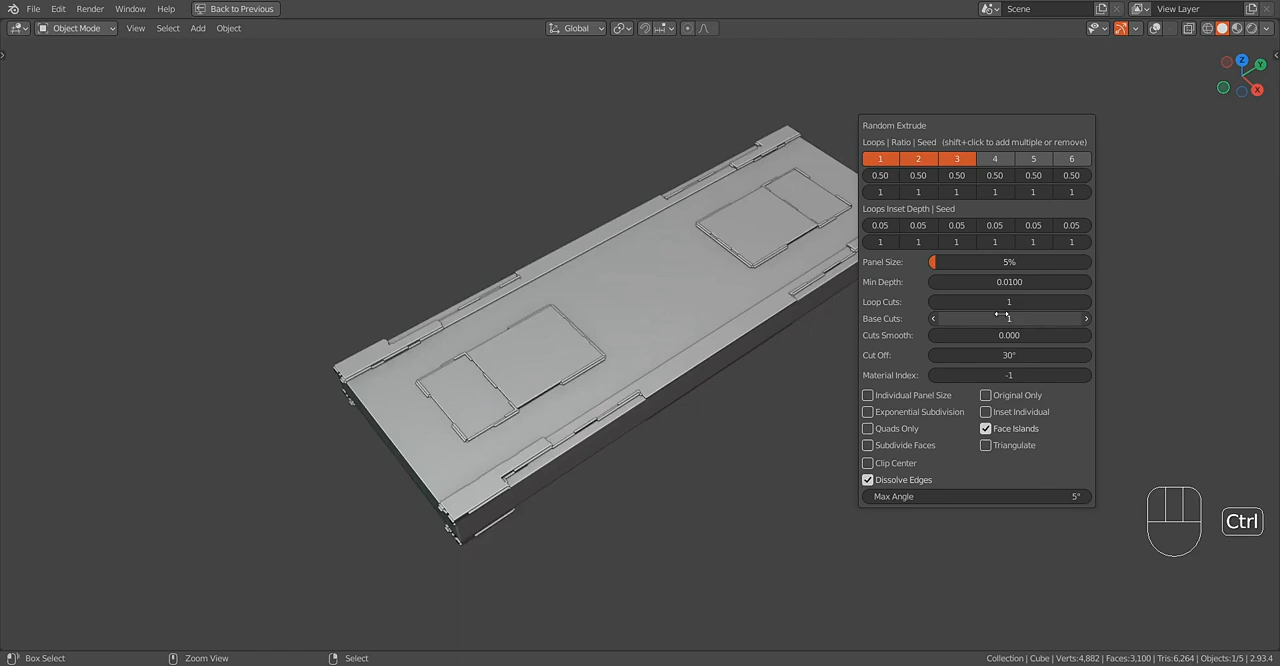 File Edit Render Window Help Back to Previous Scene View Layer
Object Mode View Select Add Object Global
Z
Y
X
Random Extrude
Loops | Ratio | Seed (shift+click to add multiple or remove)
1 2 3 4 5 6
0.50 0.50 0.50 0.50 0.50 0.50
1 1 1 1 1 1
Loops Inset Depth | Seed
0.05 0.05 0.05 0.05 0.05 0.05
1 1 1 1 1 1
Panel Size: 5%
Min Depth: 0.0100
Loop Cuts: 1
Base Cuts: 1
Cuts Smooth: 0.000
Cut Off: 30°
Material Index: -1
Individual Panel Size Original Only
Exponential Subdivision Inset Individual
Quads Only Face Islands
Subdivide Faces Triangulate
Clip Center
Dissolve Edges
Max Angle 5°
Ctrl
Box Select Zoom View Select Collection | Cube | Verts:4,882 | Faces:3,100 | Tris:6,264 | Objects:1/5 | 2.93.4